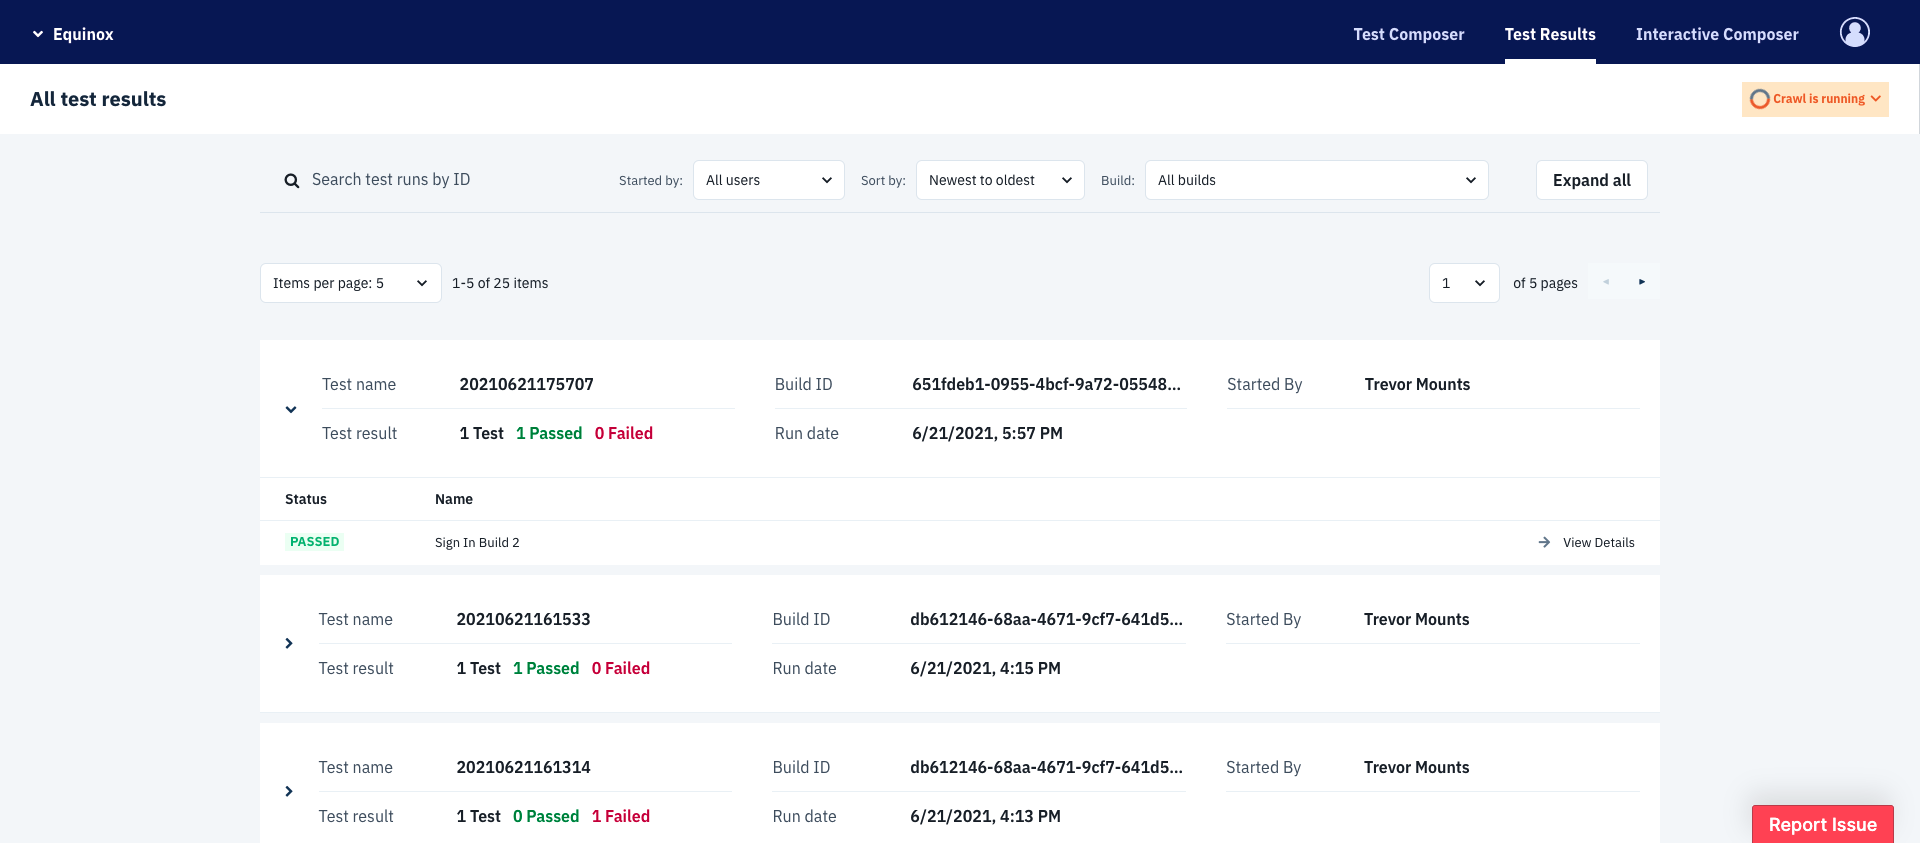 Equinox
Test Composer
Test Results
Interactive Composer
All test results
Crawl is running
Search test runs by ID
Started by: All users
Sort by: Newest to oldest
Build: All builds
Expand all
Items per page: 5
1-5 of 25 items
1 of 5 pages
Test name 20210621175707 Build ID 651fdeb1-0955-4bcf-9a72-05548... Started By Trevor Mounts
Test result 1 Test 1 Passed 0 Failed Run date 6/21/2021, 5:57 PM
Status Name
PASSED Sign In Build 2 View Details
Test name 20210621161533 Build ID db612146-68aa-4671-9cf7-641d5... Started By Trevor Mounts
Test result 1 Test 1 Passed 0 Failed Run date 6/21/2021, 4:15 PM
Test name 20210621161314 Build ID db612146-68aa-4671-9cf7-641d5... Started By Trevor Mounts
Test result 1 Test 0 Passed 1 Failed Run date 6/21/2021, 4:13 PM
Report Issue